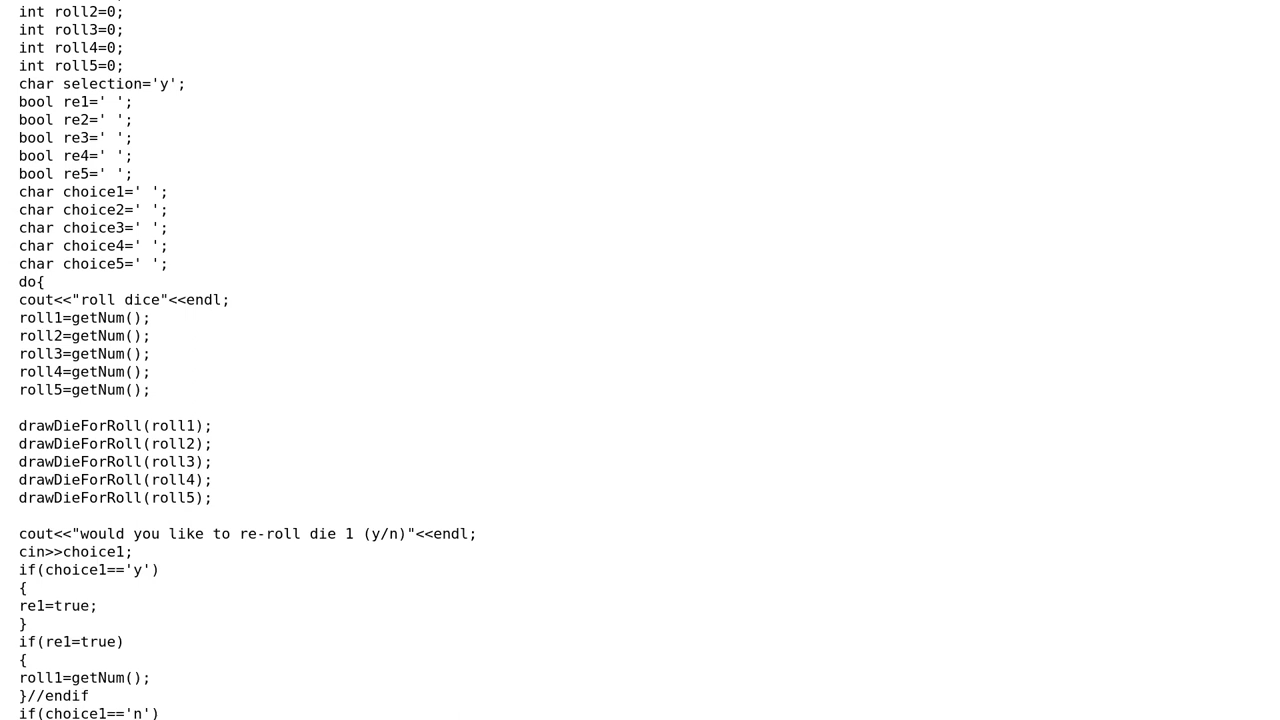 int roll2=0;
int roll3=0;
int roll4=0;
int roll5=0;
char selection='y';
bool re1=' ';
bool re2=' ';
bool re3=' ';
bool re4=' ';
bool re5=' ';
char choice1=' ';
char choice2=' ';
char choice3=' ';
char choice4=' ';
char choice5=' ';
do{
cout<<"roll dice"<<endl;
roll1=getNum();
roll2=getNum();
roll3=getNum();
roll4=getNum();
roll5=getNum();

drawDieForRoll(roll1);
drawDieForRoll(roll2);
drawDieForRoll(roll3);
drawDieForRoll(roll4);
drawDieForRoll(roll5);

cout<<"would you like to re-roll die 1 (y/n)"<<endl;
cin>>choice1;
if(choice1=='y')
{
re1=true;
}
if(re1=true)
{
roll1=getNum();
}//endif
if(choice1=='n')